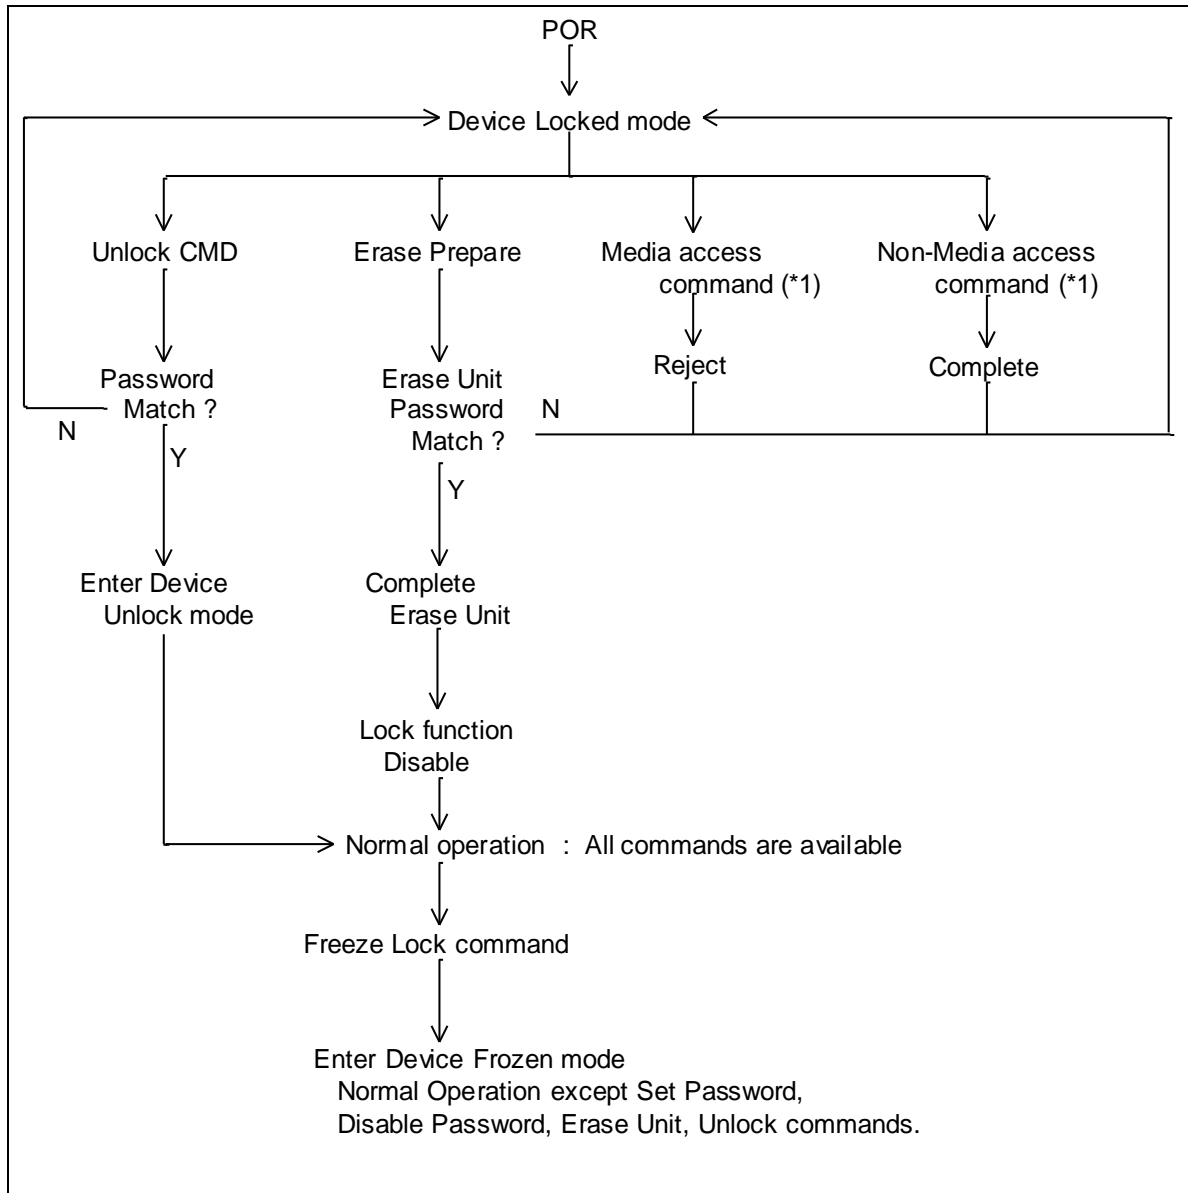 POR
Device Locked mode
Unlock CMD
Erase Prepare
Media access
command (*1)
Non-Media access
command (*1)
Password
Match ?
N
Y
Erase Unit
Password
Match ?
N
Y
Reject
Complete
Enter Device
Unlock mode
Complete
Erase Unit
Lock function
Disable
Normal operation : All commands are available
Freeze Lock command
Enter Device Frozen mode
Normal Operation except Set Password,
Disable Password, Erase Unit, Unlock commands.